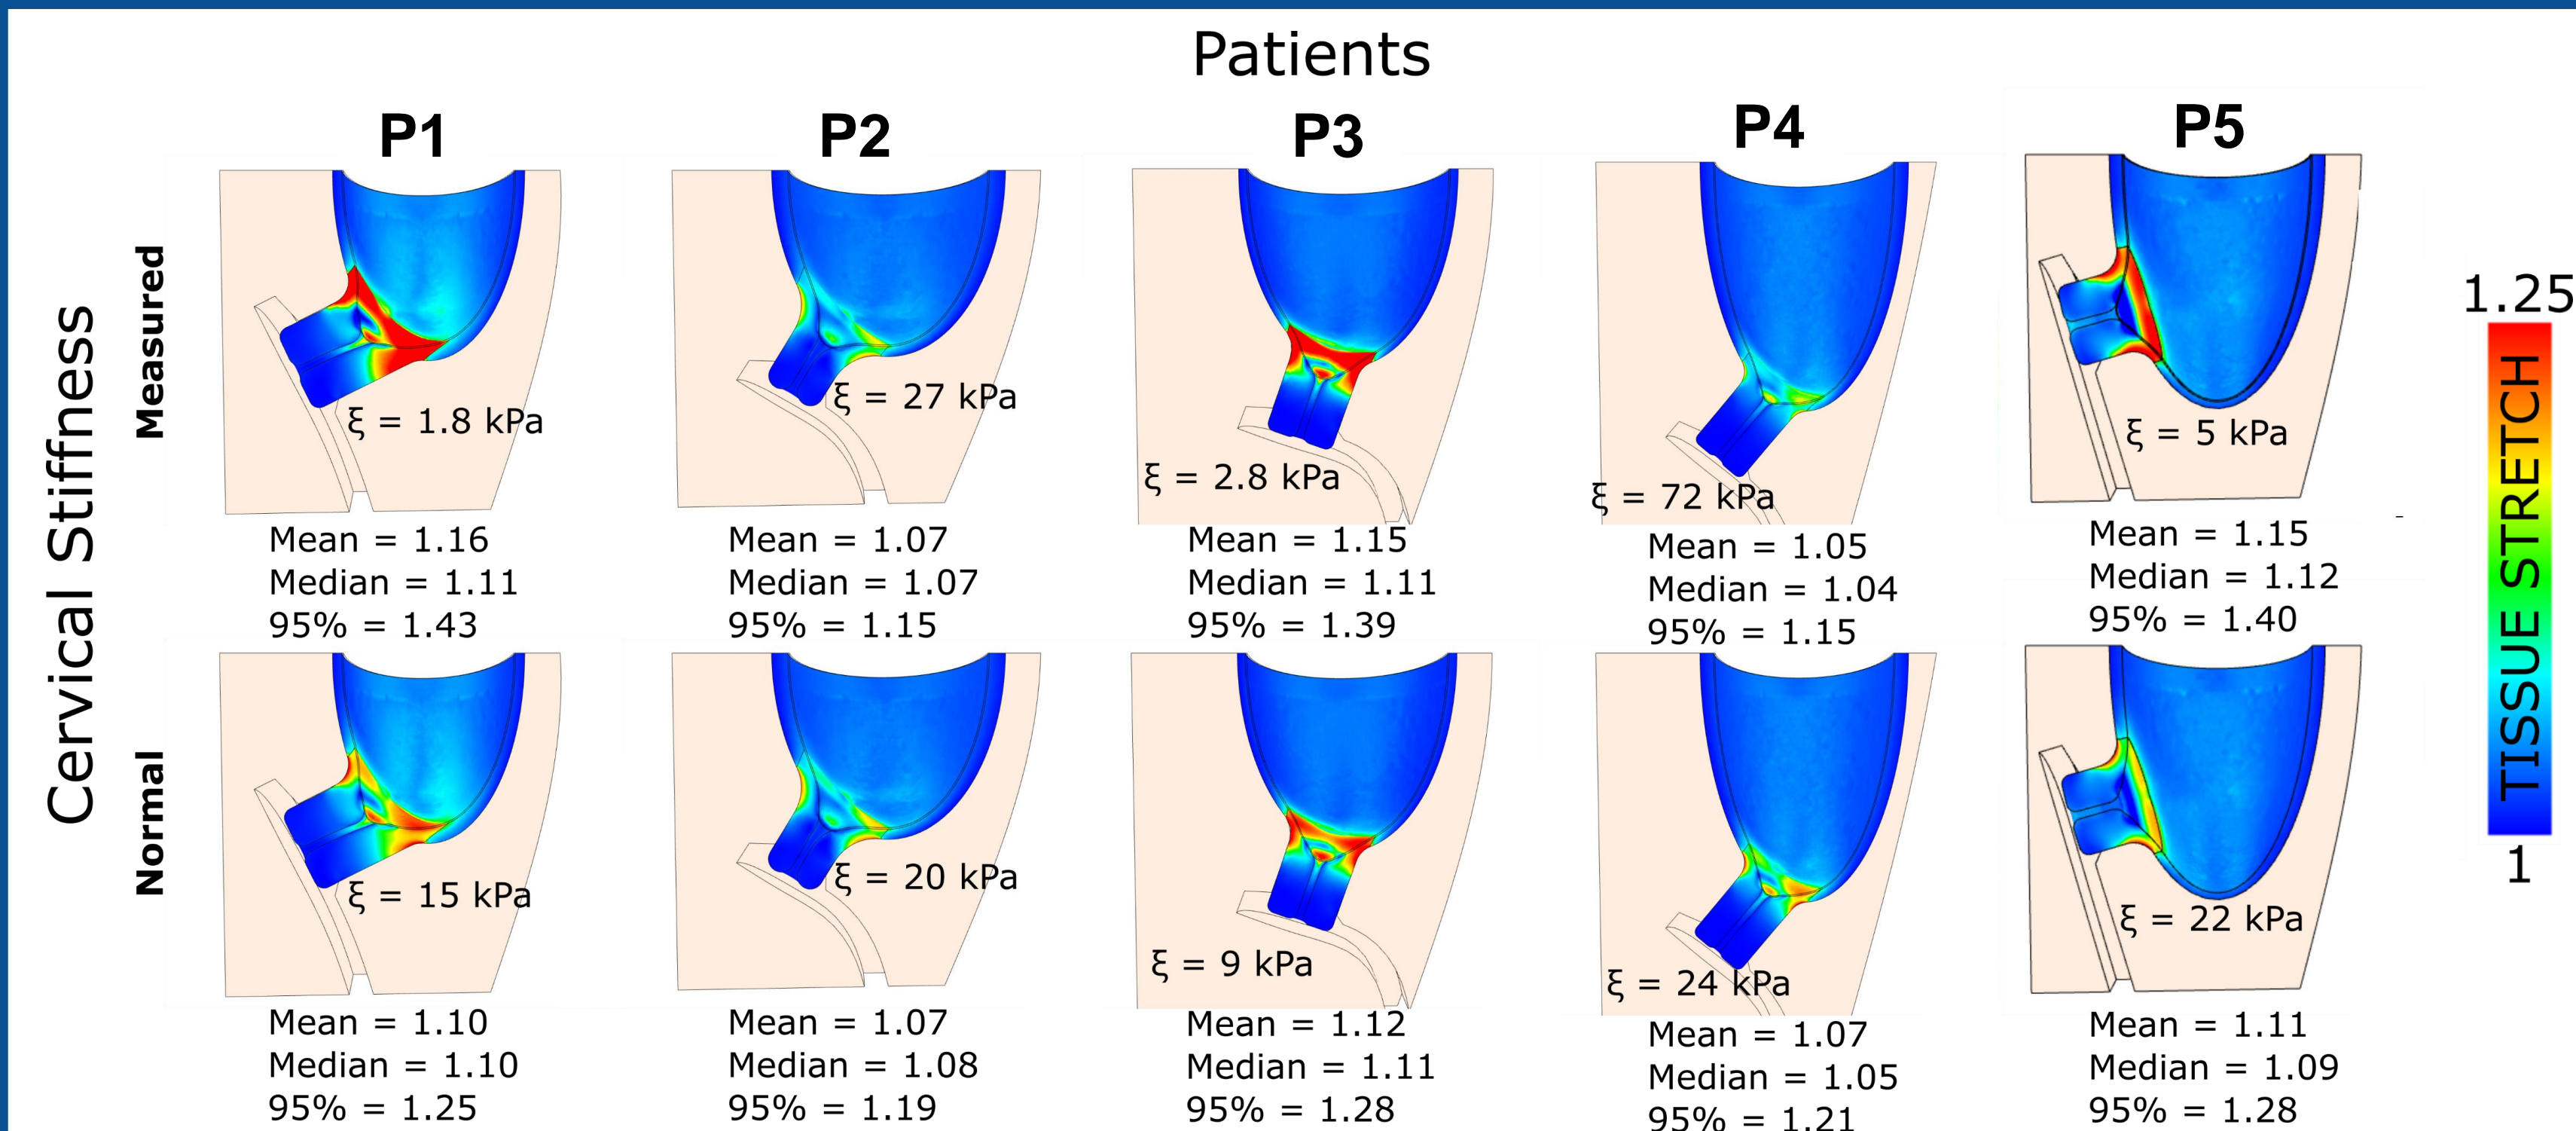 Patients
P1
P2
P3
P4
P5
Cervical Stiffness
Measured
ξ = 1.8 kPa
Mean = 1.16
Median = 1.11
95% = 1.43
ξ = 27 kPa
Mean = 1.07
Median = 1.07
95% = 1.15
ξ = 2.8 kPa
Mean = 1.15
Median = 1.11
95% = 1.39
ξ = 72 kPa
Mean = 1.05
Median = 1.04
95% = 1.15
ξ = 5 kPa
Mean = 1.15
Median = 1.12
95% = 1.40
Normal
ξ = 15 kPa
Mean = 1.10
Median = 1.10
95% = 1.25
ξ = 20 kPa
Mean = 1.07
Median = 1.08
95% = 1.19
ξ = 9 kPa
Mean = 1.12
Median = 1.11
95% = 1.28
ξ = 24 kPa
Mean = 1.07
Median = 1.05
95% = 1.21
ξ = 22 kPa
Mean = 1.11
Median = 1.09
95% = 1.28
1.25
TISSUE STRETCH
1